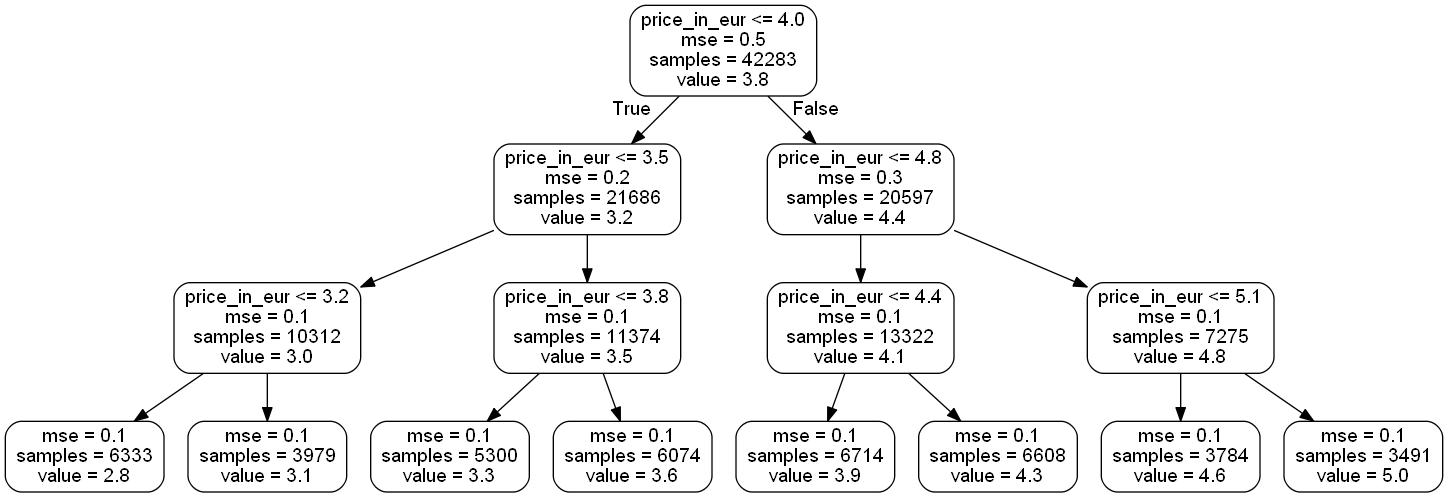 price_in_eur <= 4.0
mse = 0.5
samples = 42283
value = 3.8
True
False
price_in_eur <= 3.5
mse = 0.2
samples = 21686
value = 3.2
price_in_eur <= 4.8
mse = 0.3
samples = 20597
value = 4.4
price_in_eur <= 3.2
mse = 0.1
samples = 10312
value = 3.0
price_in_eur <= 3.8
mse = 0.1
samples = 11374
value = 3.5
price_in_eur <= 4.4
mse = 0.1
samples = 13322
value = 4.1
price_in_eur <= 5.1
mse = 0.1
samples = 7275
value = 4.8
mse = 0.1
samples = 6333
value = 2.8
mse = 0.1
samples = 3979
value = 3.1
mse = 0.1
samples = 5300
value = 3.3
mse = 0.1
samples = 6074
value = 3.6
mse = 0.1
samples = 6714
value = 3.9
mse = 0.1
samples = 6608
value = 4.3
mse = 0.1
samples = 3784
value = 4.6
mse = 0.1
samples = 3491
value = 5.0